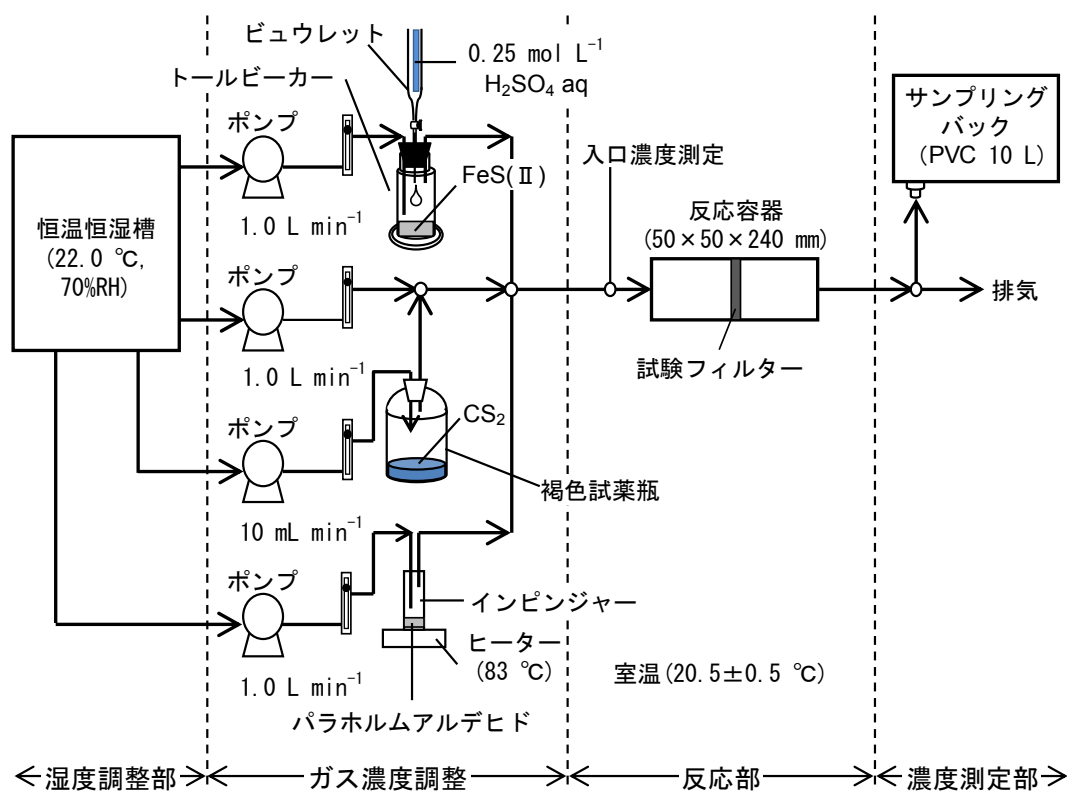 ビュウレット
0.25 mol L⁻¹
H₂SO₄ aq
トールビーカー
ポンプ
FeS(Ⅱ)
1.0 L min⁻¹
恒温恒湿槽
(22.0 ℃,
70%RH)
入口濃度測定
反応容器
(50×50×240 mm)
サンプリング
バック
(PVC 10 L)
ポンプ
1.0 L min⁻¹
試験フィルター
排気
ポンプ
CS₂
褐色試薬瓶
10 mL min⁻¹
ポンプ
インピンジャー
ヒーター
(83 ℃)
1.0 L min⁻¹
パラホルムアルデヒド
室温(20.5±0.5 ℃)
湿度調整部
ガス濃度調整
反応部
濃度測定部